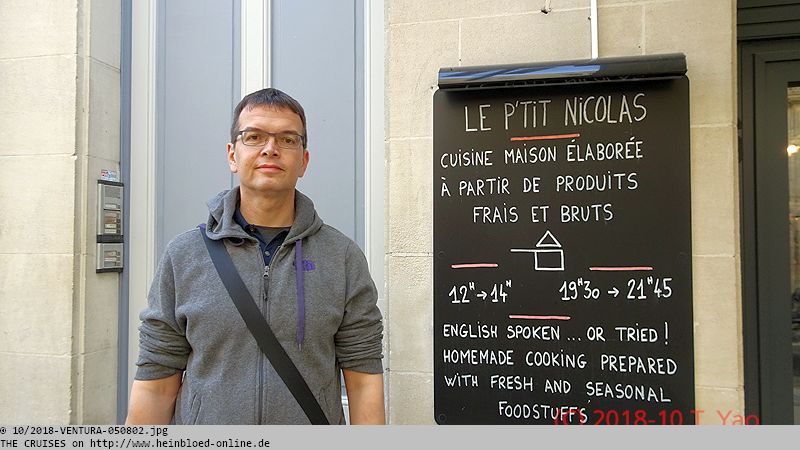 LE P'TIT NICOLAS
CUISINE MAISON ÉLABORÉE
À PARTIR DE PRODUITS
FRAIS ET BRUTS
12H→14H 19H30 → 21H45
ENGLISH SPOKEN ... OR TRIED!
HOMEMADE COOKING PREPARED
WITH FRESH AND SEASONAL
FOODSTUFFS
(C) 2018-10 T. Yao
© 10/2018-VENTURA-050802.jpg
THE CRUISES on http://www.heinbloed-online.de